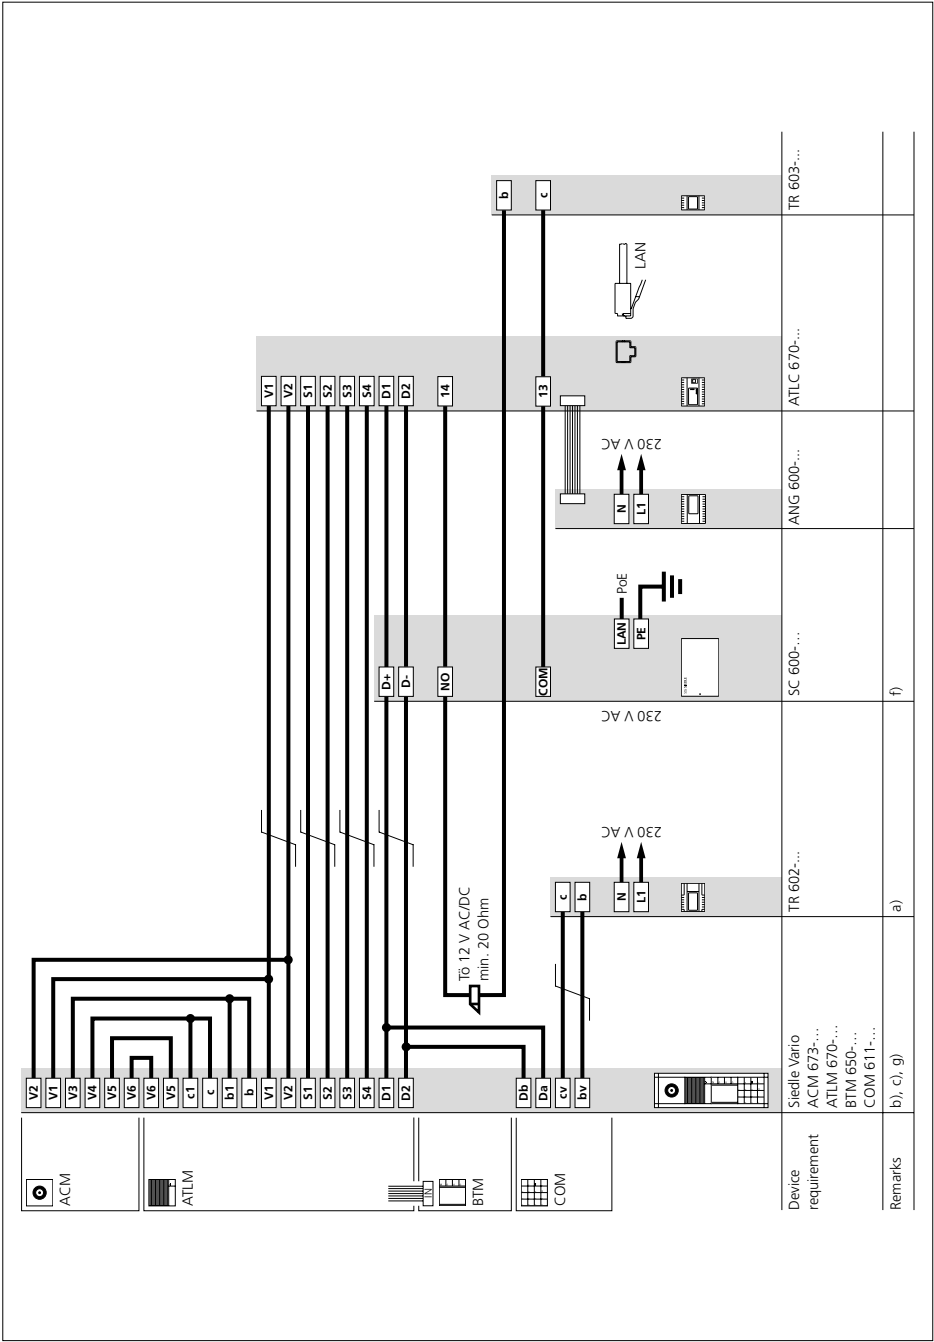 ACM
ATLM
IN
BTM
COM
V2
V1
V3
V4
V5
V6
V6
V5
c1
c
b1
b
V1
V2
S1
S2
S3
S4
D1
D2
Db
Da
cv
bv
Tö 12 V AC/DC
min. 20 Ohm
c
b
N
L1
230 V AC
D+
D-
NO
COM
230 V AC
LAN
PoE
PE
N
L1
230 V AC
V1
V2
S1
S2
S3
S4
D1
D2
14
13
LAN
b
c
Device
requirement
Siedle Vario
ACM 673-...
ATLM 670-...
BTM 650-...
COM 611-...
TR 602-...
SC 600-...
ANG 600-...
ATLC 670-...
TR 603-...
Remarks
b), c), g)
a)
f)